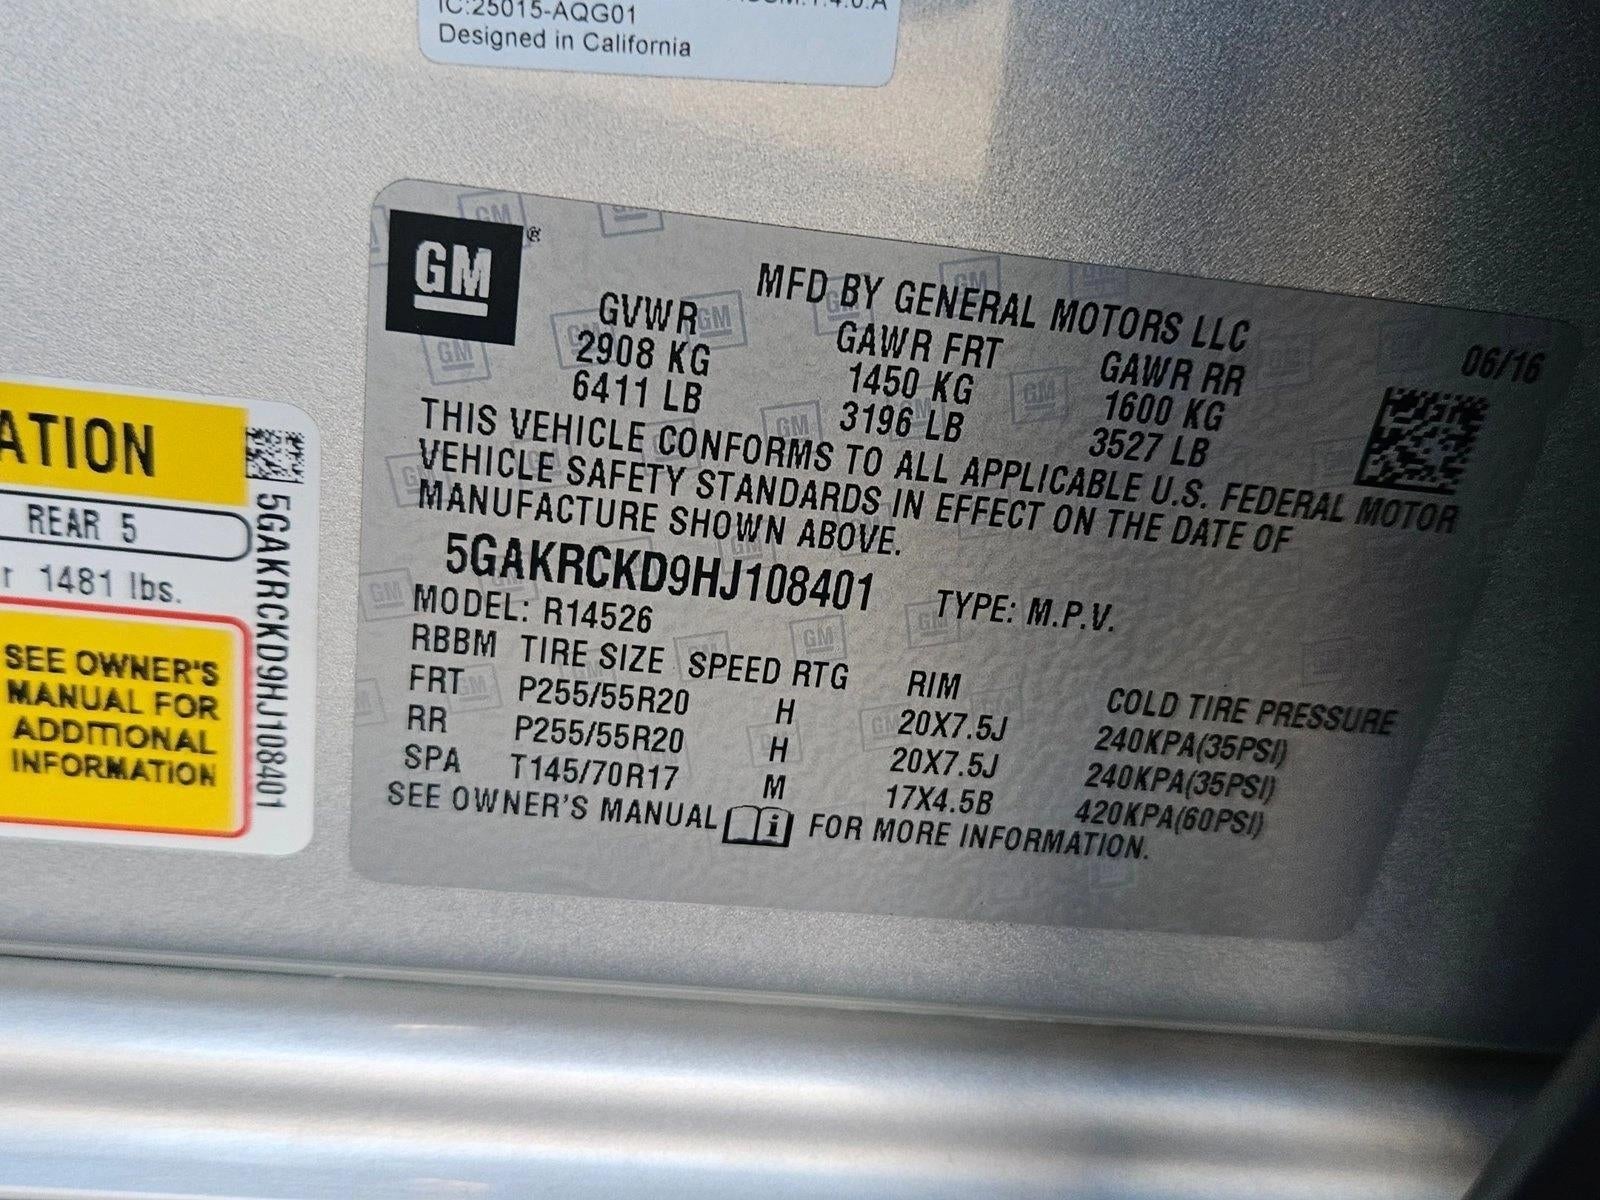 IC:25015-AQG01
Designed in California
GM
MFD BY GENERAL MOTORS LLC
06/16
GVWR GAWR FRT GAWR RR
2908 KG 1450 KG 1600 KG
6411 LB 3196 LB 3527 LB
THIS VEHICLE CONFORMS TO ALL APPLICABLE U.S. FEDERAL MOTOR
VEHICLE SAFETY STANDARDS IN EFFECT ON THE DATE OF
MANUFACTURE SHOWN ABOVE.
5GAKRCKD9HJ108401 TYPE: M.P.V.
MODEL: R14526
RBBM TIRE SIZE SPEED RTG RIM COLD TIRE PRESSURE
FRT P255/55R20 H 20X7.5J 240KPA(35PSI)
RR P255/55R20 H 20X7.5J 240KPA(35PSI)
SPA T145/70R17 M 17X4.5B 420KPA(60PSI)
SEE OWNER'S MANUAL i FOR MORE INFORMATION.
ATION
REAR 5
r 1481 lbs.
SEE OWNER'S
MANUAL FOR
ADDITIONAL
INFORMATION
5GAKRCKD9HJ108401